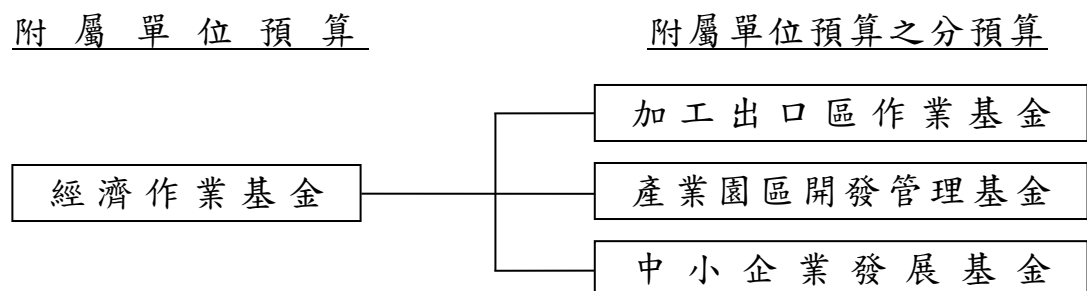 附屬單位預算
附屬單位預算之分預算
加工出口區作業基金
經濟作業基金
產業園區開發管理基金
中小企業發展基金